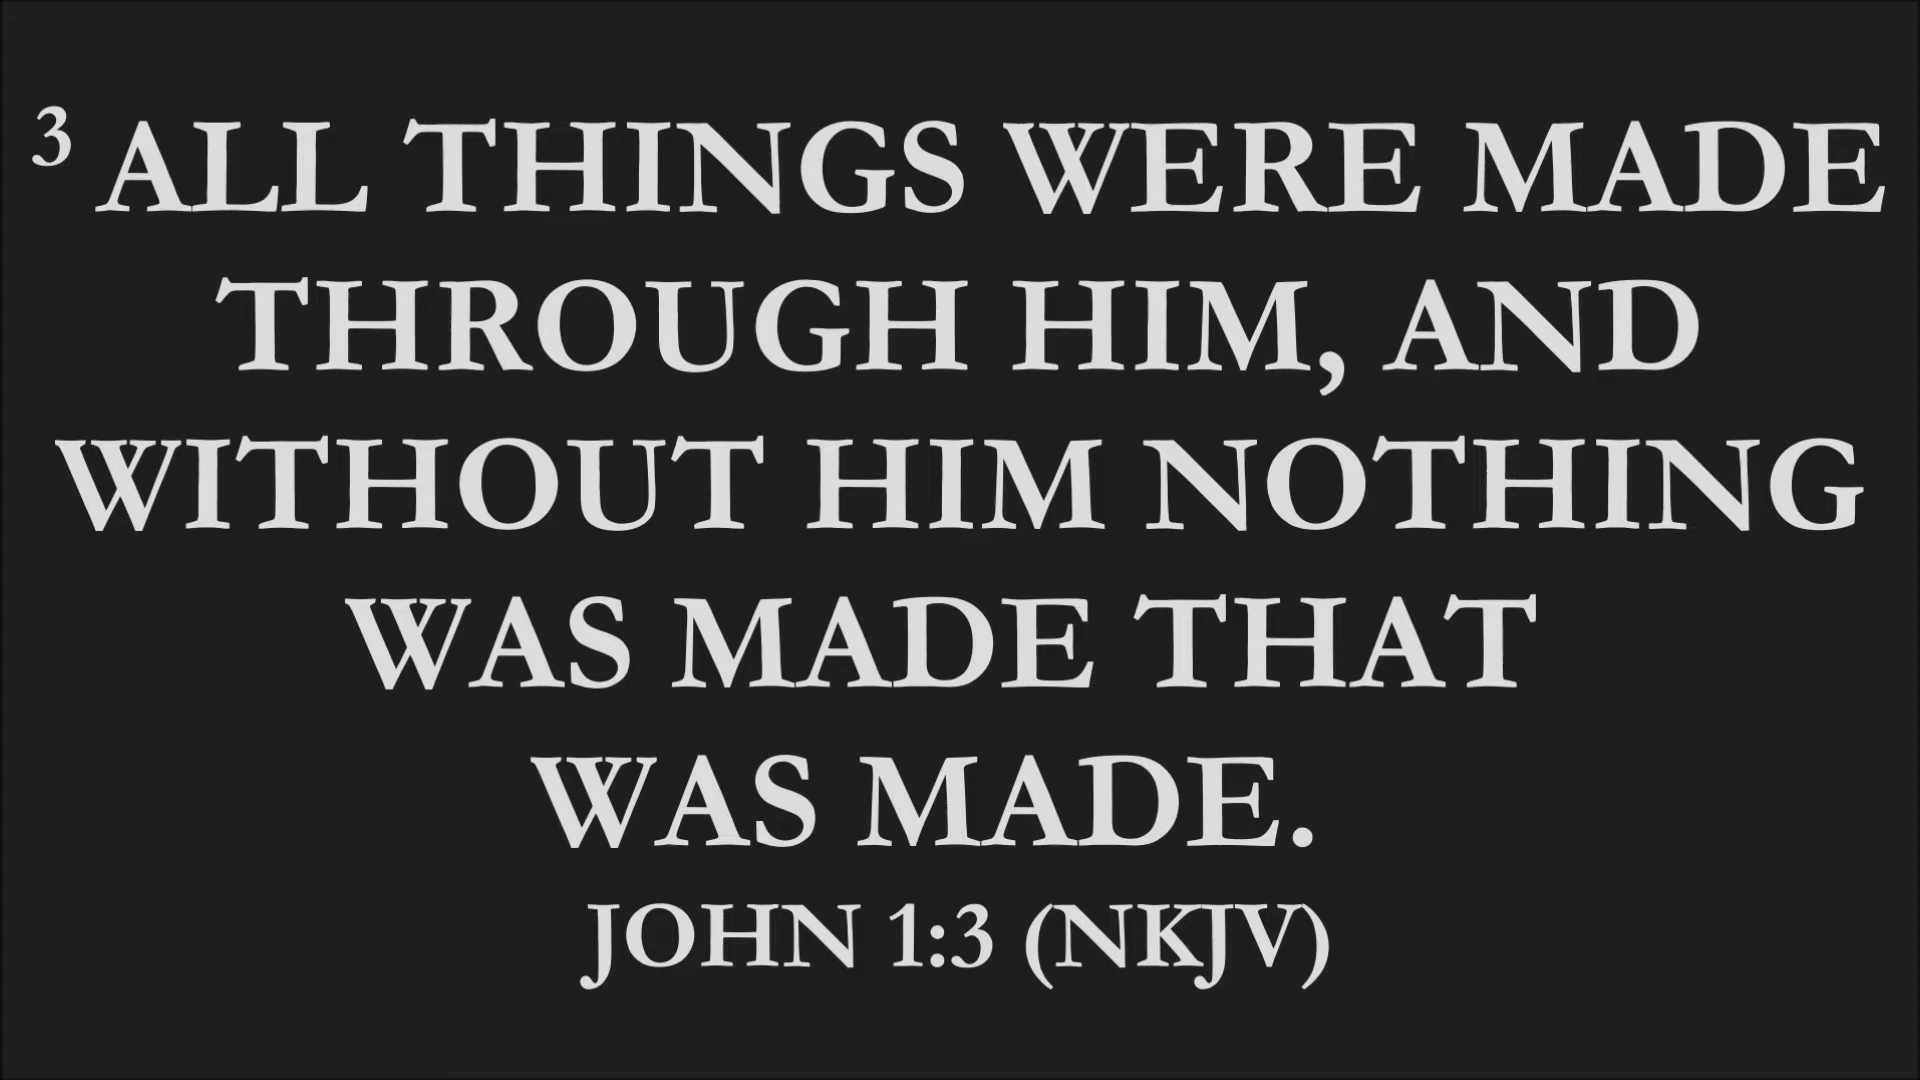 3 ALL THINGS WERE MADE
THROUGH HIM, AND
WITHOUT HIM NOTHING
WAS MADE THAT
WAS MADE.
JOHN 1:3 (NKJV)